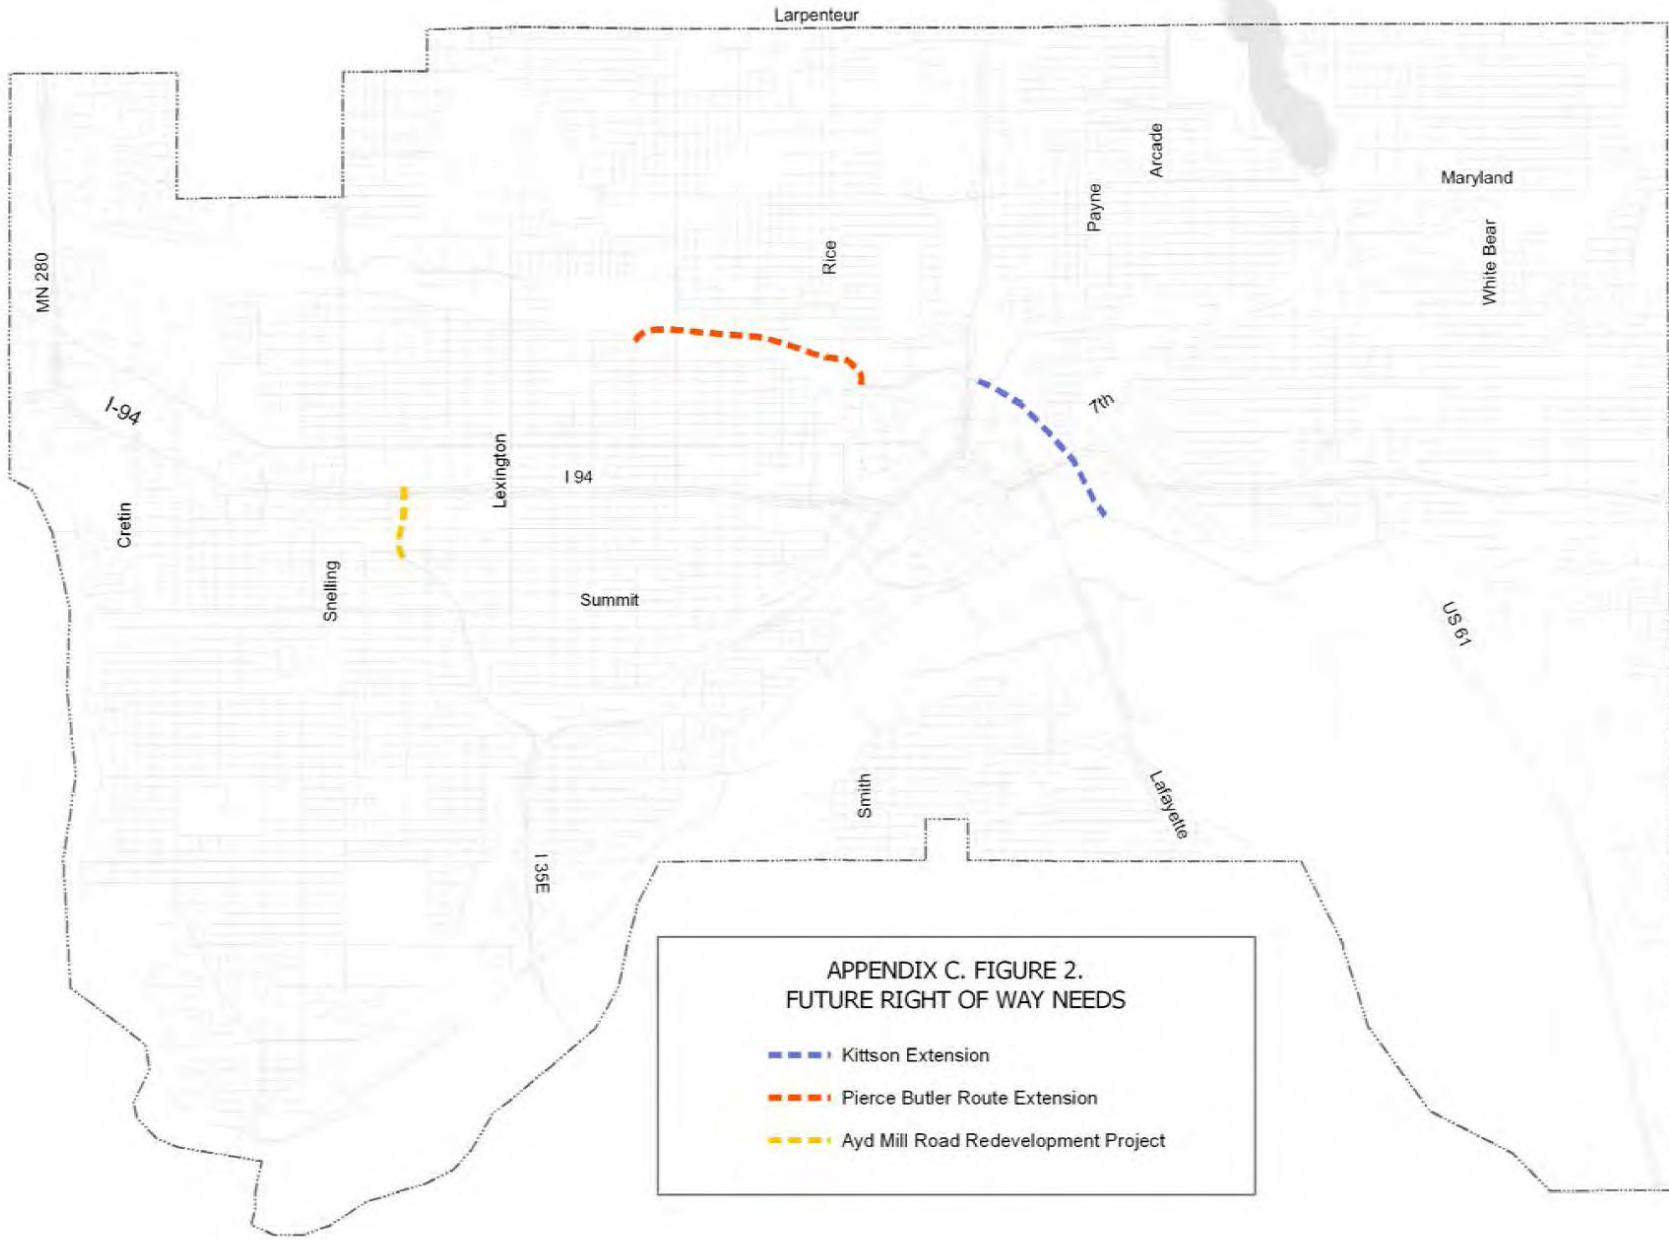 Larpenteur
Arcade
Maryland
Payne
White Bear
Rice
MN 280
I-94
7th
Lexington
I 94
Cretin
Snelling
Summit
US 61
Smith
Lafayette
I 35E
APPENDIX C. FIGURE 2.
FUTURE RIGHT OF WAY NEEDS
Kittson Extension
Pierce Butler Route Extension
Ayd Mill Road Redevelopment Project